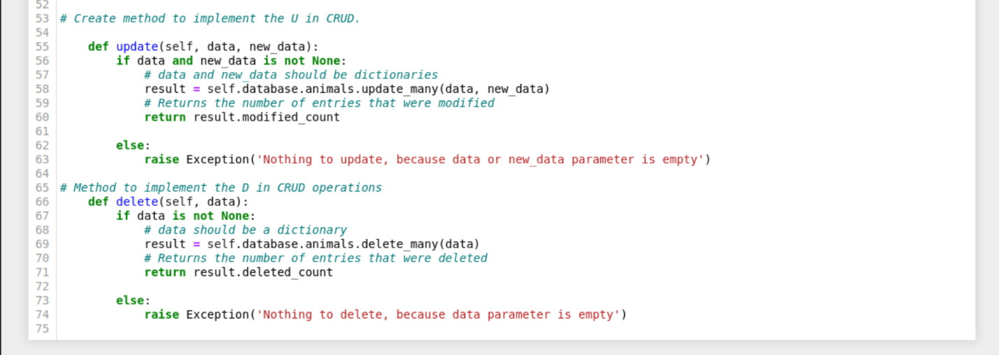 52
53 # Create method to implement the U in CRUD.
54
55     def update(self, data, new_data):
56         if data and new_data is not None:
57             # data and new_data should be dictionaries
58             result = self.database.animals.update_many(data, new_data)
59             # Returns the number of entries that were modified
60             return result.modified_count
61
62         else:
63             raise Exception('Nothing to update, because data or new_data parameter is empty')
64
65 # Method to implement the D in CRUD operations
66     def delete(self, data):
67         if data is not None:
68             # data should be a dictionary
69             result = self.database.animals.delete_many(data)
70             # Returns the number of entries that were deleted
71             return result.deleted_count
72
73         else:
74             raise Exception('Nothing to delete, because data parameter is empty')
75